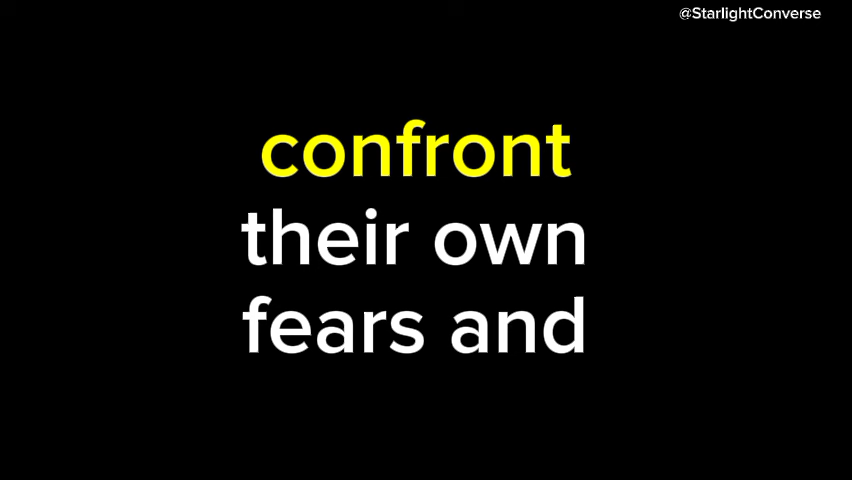 @StarlightConverse
confront
their own
fears and